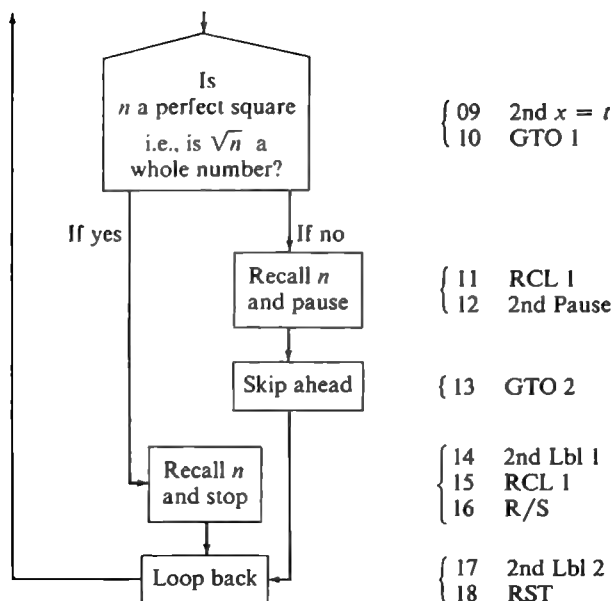 Is
n a perfect square
i.e., is √n a
whole number?
09 2nd x = t
10 GTO 1
If yes
If no
Recall n
and pause
11 RCL 1
12 2nd Pause
Skip ahead
13 GTO 2
Recall n
and stop
14 2nd Lbl 1
15 RCL 1
16 R/S
Loop back
17 2nd Lbl 2
18 RST